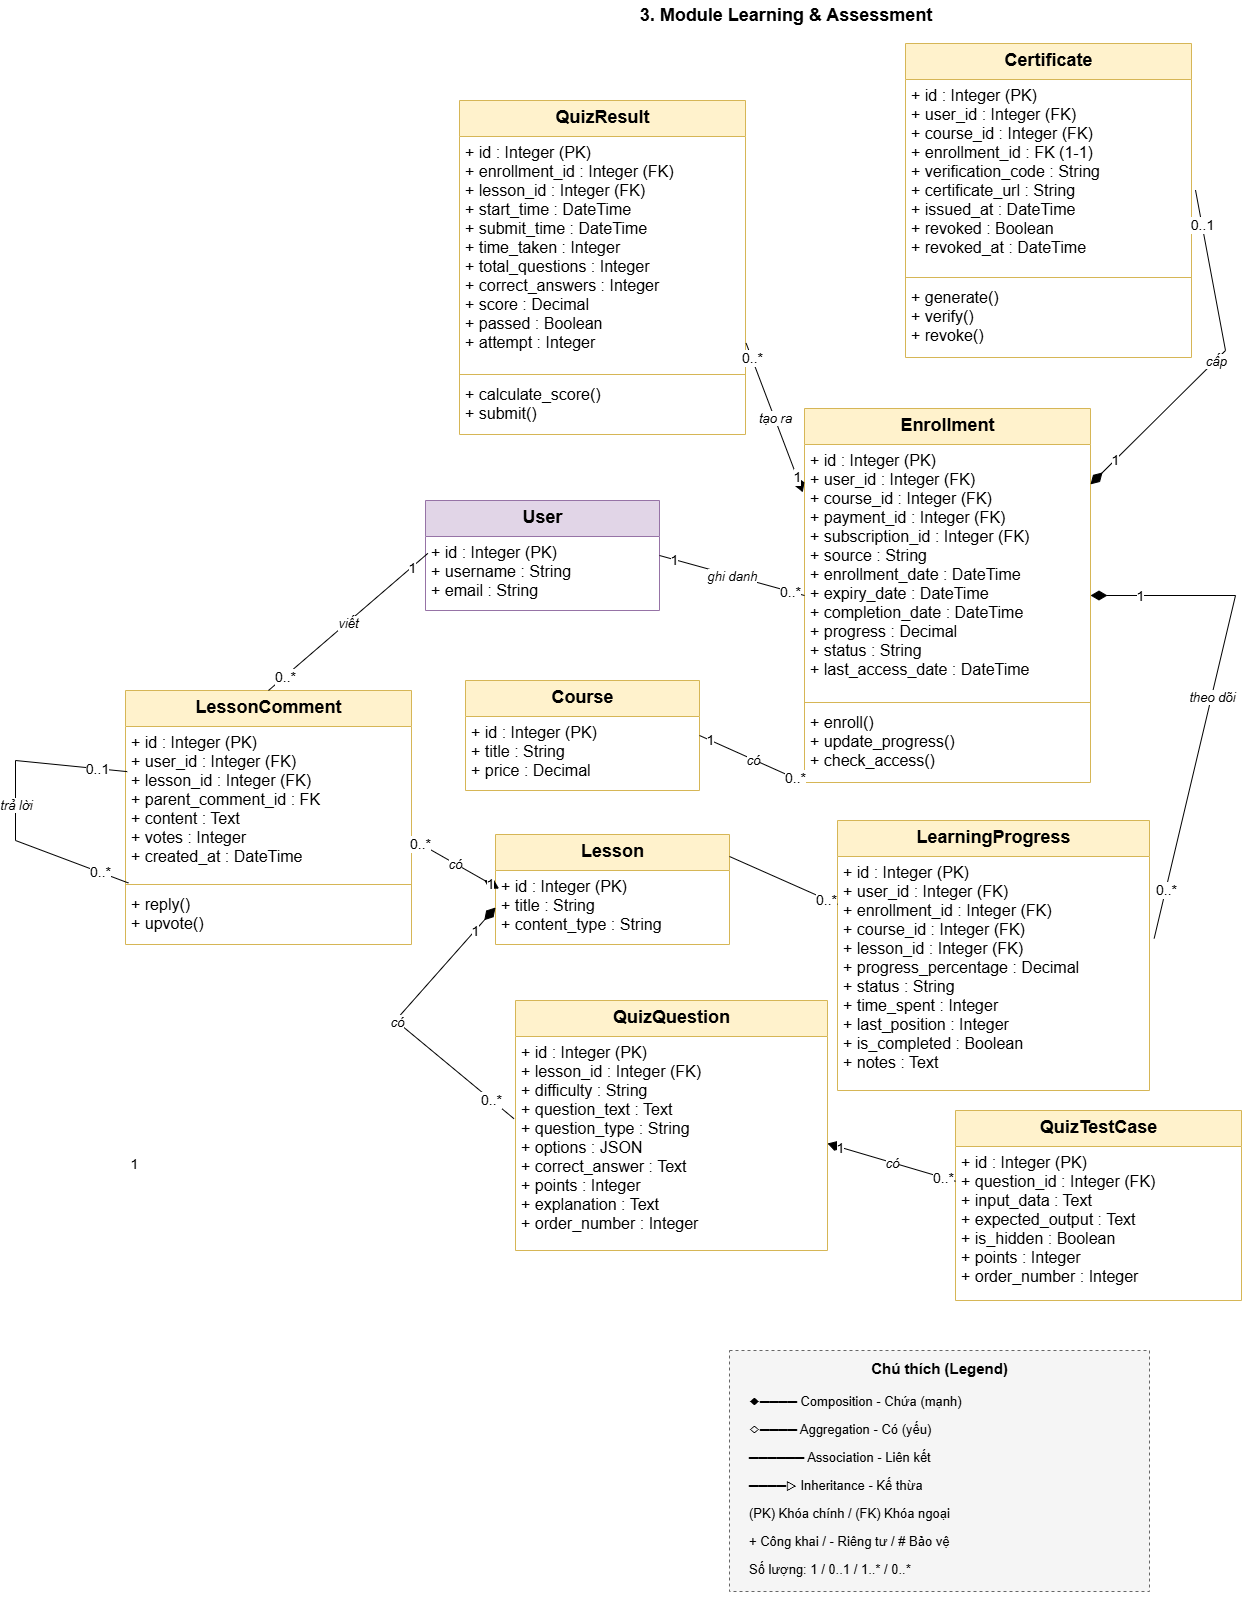 3. Module Learning & Assessment
Certificate
+ id : Integer (PK)
+ user_id : Integer (FK)
+ course_id : Integer (FK)
+ enrollment_id : FK (1-1)
+ verification_code : String
+ certificate_url : String
+ issued_at : DateTime
+ revoked : Boolean
+ revoked_at : DateTime
+ generate()
+ verify()
+ revoke()
QuizResult
+ id : Integer (PK)
+ enrollment_id : Integer (FK)
+ lesson_id : Integer (FK)
+ start_time : DateTime
+ submit_time : DateTime
+ time_taken : Integer
+ total_questions : Integer
+ correct_answers : Integer
+ score : Decimal
+ passed : Boolean
+ attempt : Integer
+ calculate_score()
+ submit()
0..1
cấp
1
0..*
tạo ra
1
Enrollment
+ id : Integer (PK)
+ user_id : Integer (FK)
+ course_id : Integer (FK)
+ payment_id : Integer (FK)
+ subscription_id : Integer (FK)
+ source : String
+ enrollment_date : DateTime
+ expiry_date : DateTime
+ completion_date : DateTime
+ progress : Decimal
+ status : String
+ last_access_date : DateTime
+ enroll()
+ update_progress()
+ check_access()
User
+ id : Integer (PK)
+ username : String
+ email : String
1
ghi danh
0..*
1
viết
0..*
1
theo dõi
0..*
LessonComment
+ id : Integer (PK)
+ user_id : Integer (FK)
+ lesson_id : Integer (FK)
+ parent_comment_id : FK
+ content : Text
+ votes : Integer
+ created_at : DateTime
+ reply()
+ upvote()
0..1
trả lời
0..*
Course
+ id : Integer (PK)
+ title : String
+ price : Decimal
1
có
0..*
0..*
có
1
Lesson
+ id : Integer (PK)
+ title : String
+ content_type : String
0..*
1
có
0..*
LearningProgress
+ id : Integer (PK)
+ user_id : Integer (FK)
+ enrollment_id : Integer (FK)
+ course_id : Integer (FK)
+ lesson_id : Integer (FK)
+ progress_percentage : Decimal
+ status : String
+ time_spent : Integer
+ last_position : Integer
+ is_completed : Boolean
+ notes : Text
QuizQuestion
+ id : Integer (PK)
+ lesson_id : Integer (FK)
+ difficulty : String
+ question_text : Text
+ question_type : String
+ options : JSON
+ correct_answer : Text
+ points : Integer
+ explanation : Text
+ order_number : Integer
1
có
0..*
QuizTestCase
+ id : Integer (PK)
+ question_id : Integer (FK)
+ input_data : Text
+ expected_output : Text
+ is_hidden : Boolean
+ points : Integer
+ order_number : Integer
1
Chú thích (Legend)
◆──── Composition - Chứa (mạnh)
◇──── Aggregation - Có (yếu)
────── Association - Liên kết
────▷ Inheritance - Kế thừa
(PK) Khóa chính / (FK) Khóa ngoại
+ Công khai / - Riêng tư / # Bảo vệ
Số lượng: 1 / 0..1 / 1..* / 0..*